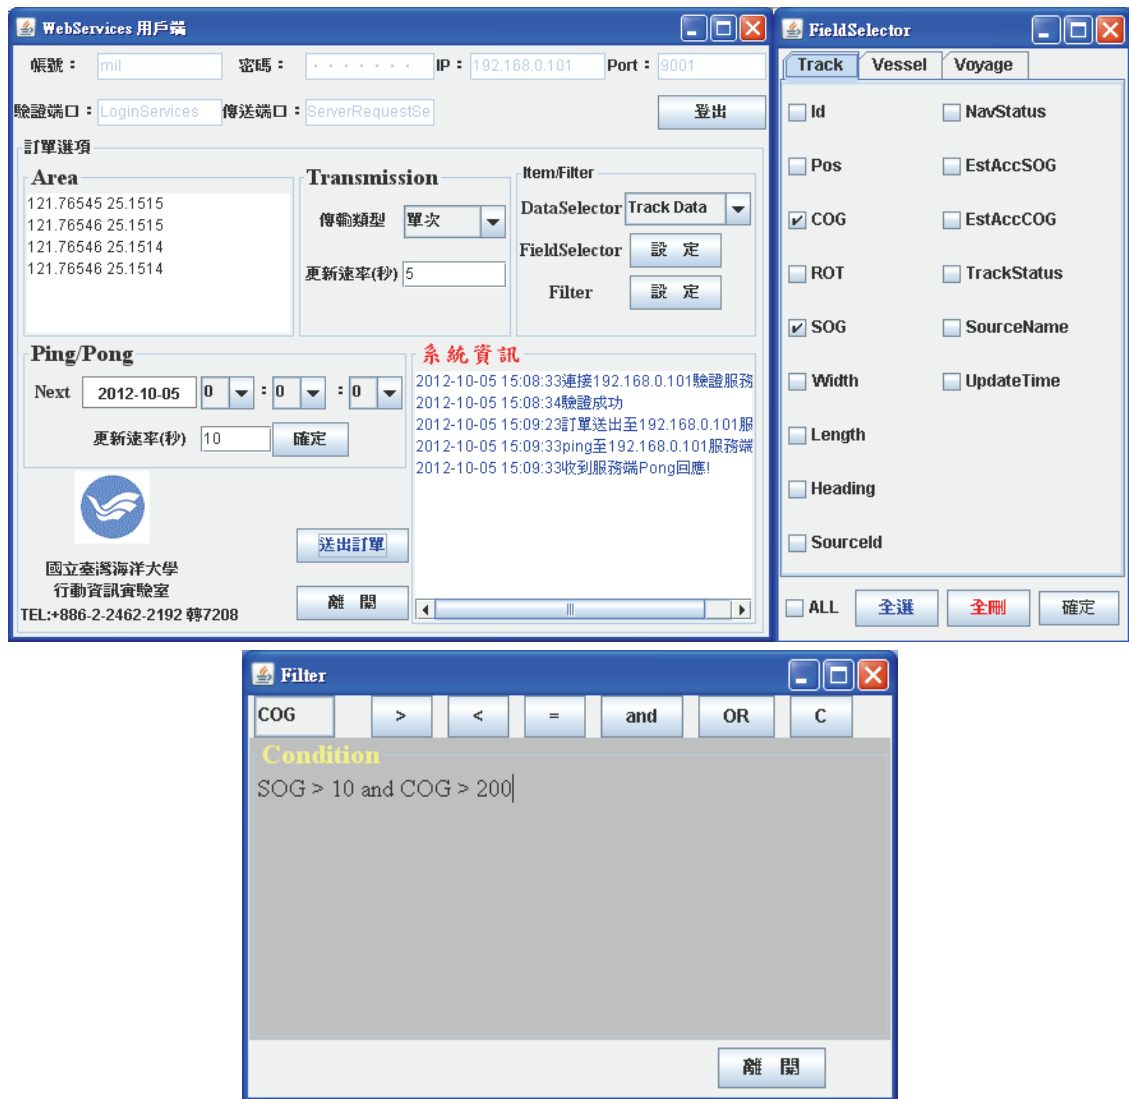 WebServices 用戶端
帳號： mil 密碼： ······· IP： 192.168.0.101 Port： 9001
驗證端口： LoginServices 傳送端口： ServerRequestSe 登出
訂單選項
Area
121.76545 25.1515
121.76546 25.1515
121.76546 25.1514
121.76546 25.1514
Transmission
傳輸類型 單次
更新速率(秒) 5
Item/Filter
DataSelector Track Data
FieldSelector 設 定
Filter 設 定
Ping/Pong
Next 2012-10-05 0 : 0 : 0
更新速率(秒) 10 確定
系統資訊
2012-10-05 15:08:33連接192.168.0.101驗證服務
2012-10-05 15:08:34驗證成功
2012-10-05 15:09:23訂單送出至192.168.0.101服
2012-10-05 15:09:33ping至192.168.0.101服務端
2012-10-05 15:09:33收到服務端Pong回應!
國立臺灣海洋大學
行動資訊實驗室
TEL:+886-2-2462-2192 轉7208
送出訂單
離 開
FieldSelector
Track Vessel Voyage
Id NavStatus
Pos EstAccSOG
COG EstAccCOG
ROT TrackStatus
SOG SourceName
Width UpdateTime
Length
Heading
SourceId
ALL 全選 全刪 確定
Filter
COG > < = and OR C
Condition
SOG > 10 and COG > 200
離 開